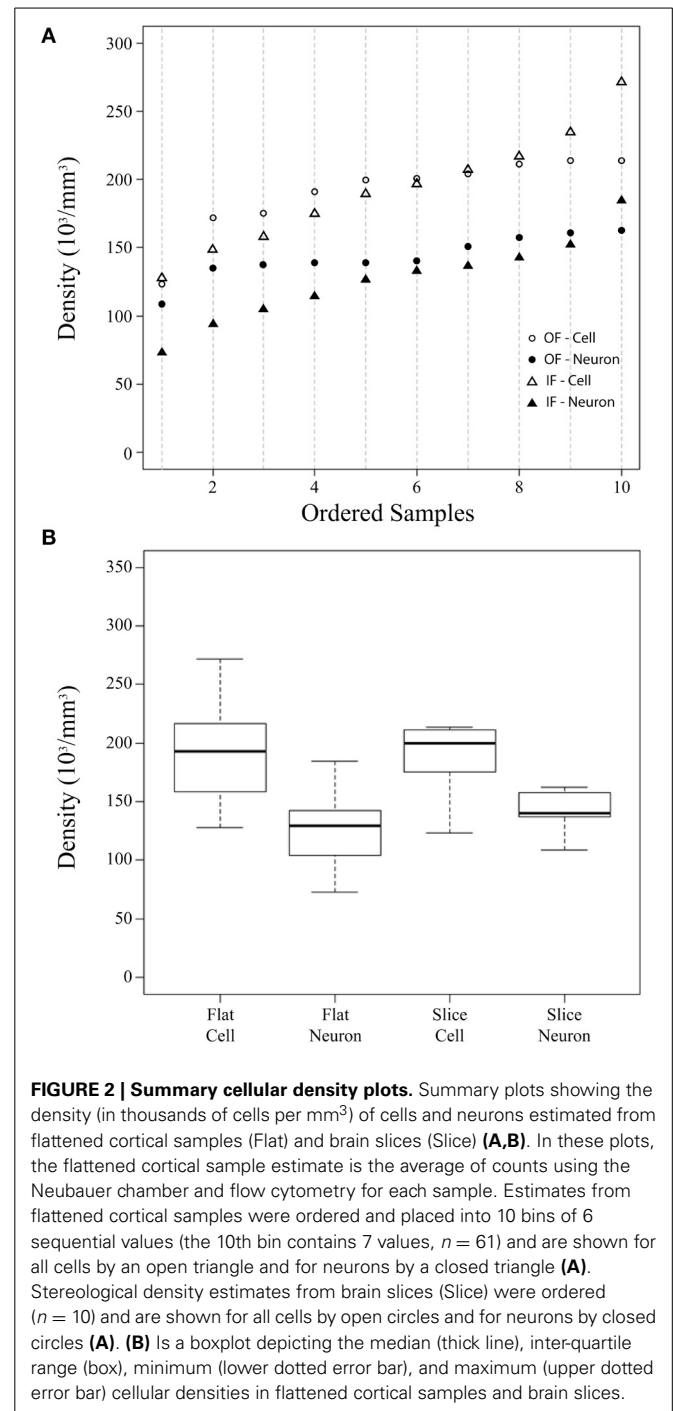 A
300
250
200
150
100
50
0
Density (10³/mm³)
2 4 6 8 10
Ordered Samples
OF - Cell
OF - Neuron
IF - Cell
IF - Neuron
B
350
300
250
200
150
100
50
0
Density (10³/mm³)
Flat Flat Slice Slice
Cell Neuron Cell Neuron
FIGURE 2 | Summary cellular density plots. Summary plots showing the
density (in thousands of cells per mm³) of cells and neurons estimated from
flattened cortical samples (Flat) and brain slices (Slice) (A,B). In these plots,
the flattened cortical sample estimate is the average of counts using the
Neubauer chamber and flow cytometry for each sample. Estimates from
flattened cortical samples were ordered and placed into 10 bins of 6
sequential values (the 10th bin contains 7 values, n = 61) and are shown for
all cells by an open triangle and for neurons by a closed triangle (A).
Stereological density estimates from brain slices (Slice) were ordered
(n = 10) and are shown for all cells by open circles and for neurons by closed
circles (A). (B) Is a boxplot depicting the median (thick line), inter-quartile
range (box), minimum (lower dotted error bar), and maximum (upper dotted
error bar) cellular densities in flattened cortical samples and brain slices.